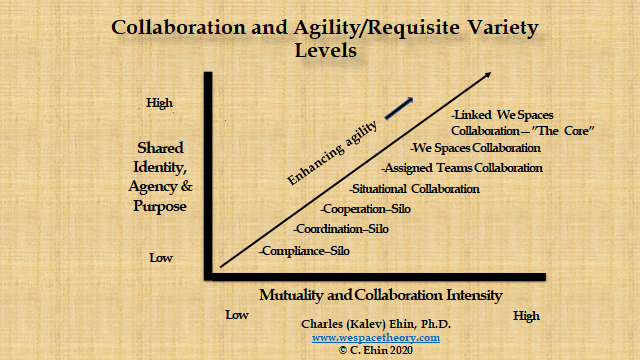 Collaboration and Agility/Requisite Variety
Levels
High
Shared
Identity,
Agency &
Purpose
Low
Enhancing agility
-Linked We Spaces
Collaboration—"The Core"
-We Spaces Collaboration
-Assigned Teams Collaboration
-Situational Collaboration
-Cooperation–Silo
-Coordination–Silo
-Compliance–Silo
Mutuality and Collaboration Intensity
Low
High
Charles (Kalev) Ehin, Ph.D.
www.wespacetheory.com
© C. Ehin 2020